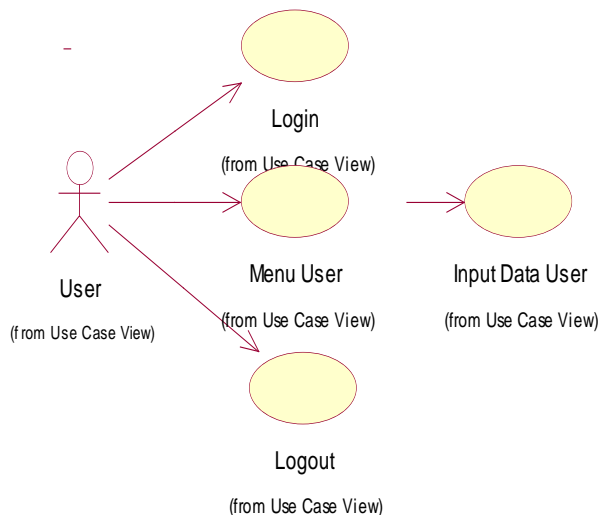 Login
(from Use Case View)
User
(from Use Case View)
Menu User
(from Use Case View)
Input Data User
(from Use Case View)
Logout
(from Use Case View)